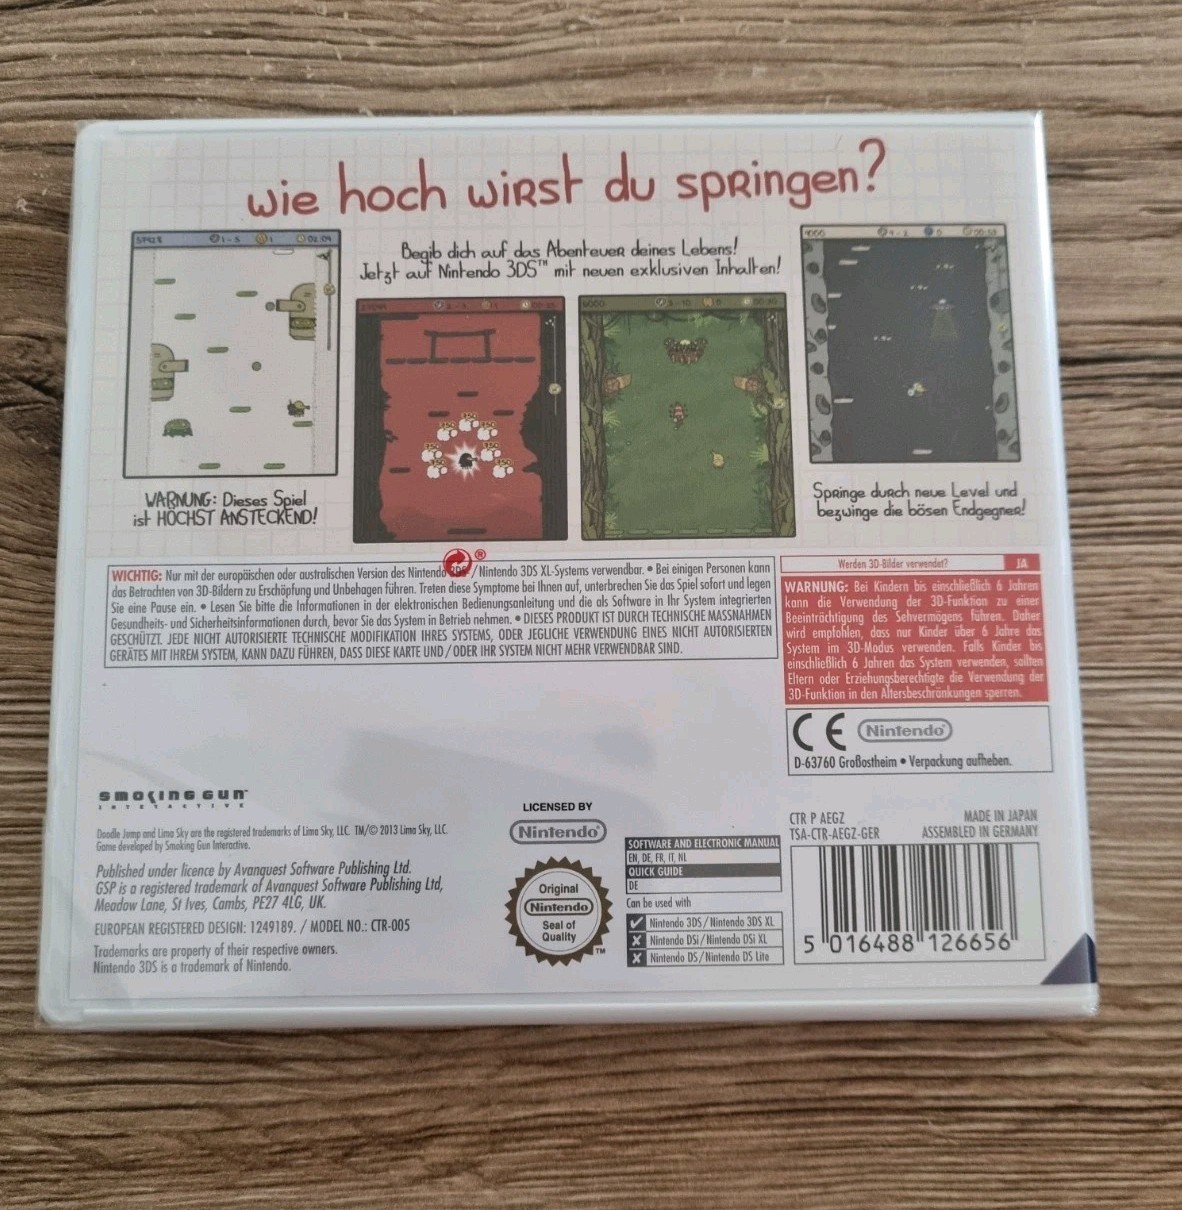 wie hoch wirst du springen?
Begib dich auf das Abenteuer deines Lebens!
Jetzt auf Nintendo 3DS™ mit neuen exklusiven Inhalten!
WARNUNG: Dieses Spiel
ist HÖCHST ANSTECKEND!
Springe durch neue Level und
bezwinge die bösen Endgegner!
WICHTIG: Nur mit der europäischen oder australischen Version des Nintendo 3DS/Nintendo 3DS XL-Systems verwendbar. • Bei einigen Personen kann
das Betrachten von 3D-Bildern zu Erschöpfung und Unbehagen führen. Treten diese Symptome bei Ihnen auf, unterbrechen Sie das Spiel sofort und legen
Sie eine Pause ein. • Lesen Sie bitte die Informationen in der elektronischen Bedienungsanleitung und die als Software in Ihr System integrierten
Gesundheits- und Sicherheitsinformationen durch, bevor Sie das System in Betrieb nehmen. • DIESES PRODUKT IST DURCH TECHNISCHE MASSNAHMEN
GESCHÜTZT. JEDE NICHT AUTORISIERTE TECHNISCHE MODIFIKATION IHRES SYSTEMS, ODER JEGLICHE VERWENDUNG EINES NICHT AUTORISIERTEN
GERÄTES MIT IHREM SYSTEM, KANN DAZU FÜHREN, DASS DIESE KARTE UND/ODER IHR SYSTEM NICHT MEHR VERWENDBAR SIND.
Werden 3D-Bilder verwendet? JA
WARNUNG: Bei Kindern bis einschließlich 6 Jahren
kann die Verwendung der 3D-Funktion zu einer
Beeinträchtigung des Sehvermögens führen. Daher
wird empfohlen, dass nur Kinder über 6 Jahre das
System im 3D-Modus verwenden. Falls Kinder bis
einschließlich 6 Jahren das System verwenden, sollten
Eltern oder Erziehungsberechtigte die Verwendung der
3D-Funktion in den Altersbeschränkungen sperren.
CE Nintendo
D-63760 Großostheim • Verpackung aufheben.
SMOKING GUN
INTERACTIVE
Doodle Jump and Lima Sky are the registered trademarks of Lima Sky, LLC. TM/© 2013 Lima Sky, LLC.
Game developed by Smoking Gun Interactive.
Published under licence by Avanquest Software Publishing Ltd.
GSP is a registered trademark of Avanquest Software Publishing Ltd,
Meadow Lane, St Ives, Cambs, PE27 4LG, UK.
EUROPEAN REGISTERED DESIGN: 1249189. / MODEL NO.: CTR-005
Trademarks are property of their respective owners.
Nintendo 3DS is a trademark of Nintendo.
LICENSED BY
Nintendo
Original
Nintendo
Seal of
Quality
TM
SOFTWARE AND ELECTRONIC MANUAL
EN, DE, FR, IT, NL
QUICK GUIDE
DE
Can be used with
Nintendo 3DS/Nintendo 3DS XL
Nintendo DSi/Nintendo DSi XL
Nintendo DS/Nintendo DS Lite
CTR P AEGZ MADE IN JAPAN
TSA-CTR-AEGZ-GER ASSEMBLED IN GERMANY
5 016488 126656